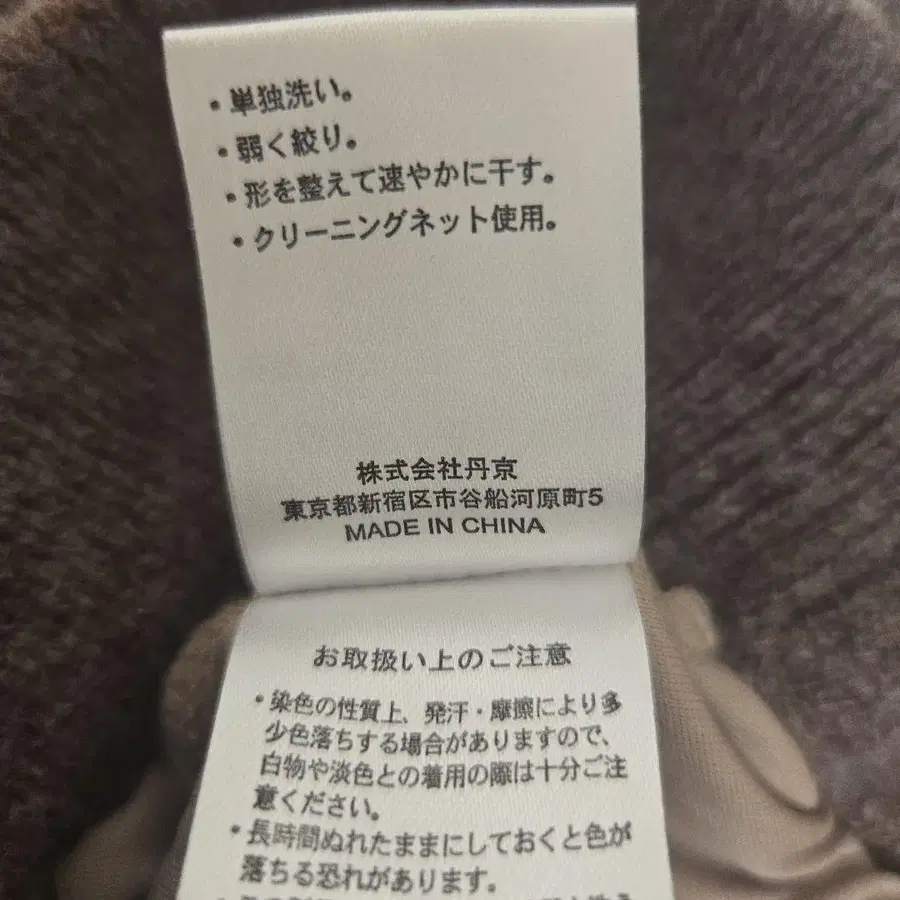 ・単独洗い。
・弱く絞り。
・形を整えて速やかに干す。
・クリーニングネット使用。
株式会社丹京
東京都新宿区市谷船河原町5
MADE IN CHINA
お取扱い上のご注意
・染色の性質上、発汗・摩擦により多
少色落ちする場合がありますので、
白物や淡色との着用の際は十分ご注
意ください。
・長時間ぬれたままにしておくと色が
落ちる恐れがあります。